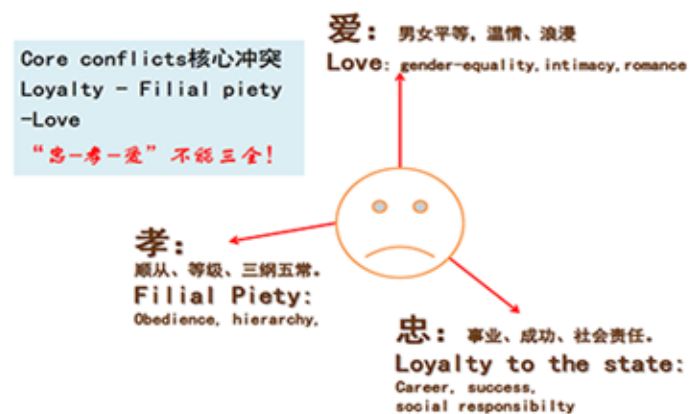 Core conflicts核心冲突
Loyalty - Filial piety
-Love
“忠-孝-爱”不能三全!
爱：男女平等，温情、浪漫
Love: gender-equality,intimacy,romance
孝：
顺从、等级、三纲五常。
Filial Piety:
Obedience, hierarchy,
忠：事业、成功、社会责任。
Loyalty to the state:
Career, success,
social responsibilty